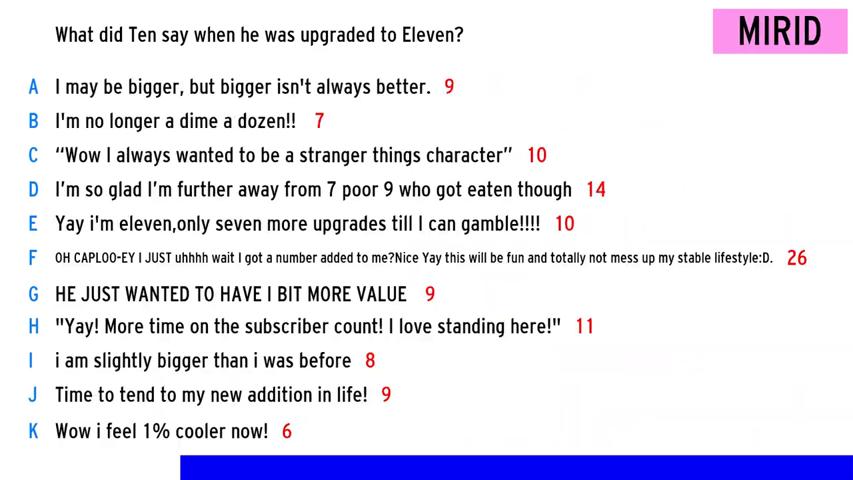 What did Ten say when he was upgraded to Eleven?
MIRID
A I may be bigger, but bigger isn't always better. 9
B I'm no longer a dime a dozen!! 7
C “Wow I always wanted to be a stranger things character” 10
D I’m so glad I’m further away from 7 poor 9 who got eaten though 14
E Yay i'm eleven,only seven more upgrades till I can gamble!!!! 10
F OH CAPLOO-EY I JUST uhhhh wait I got a number added to me?Nice Yay this will be fun and totally not mess up my stable lifestyle:D. 26
G HE JUST WANTED TO HAVE I BIT MORE VALUE 9
H "Yay! More time on the subscriber count! I love standing here!" 11
I i am slightly bigger than i was before 8
J Time to tend to my new addition in life! 9
K Wow i feel 1% cooler now! 6